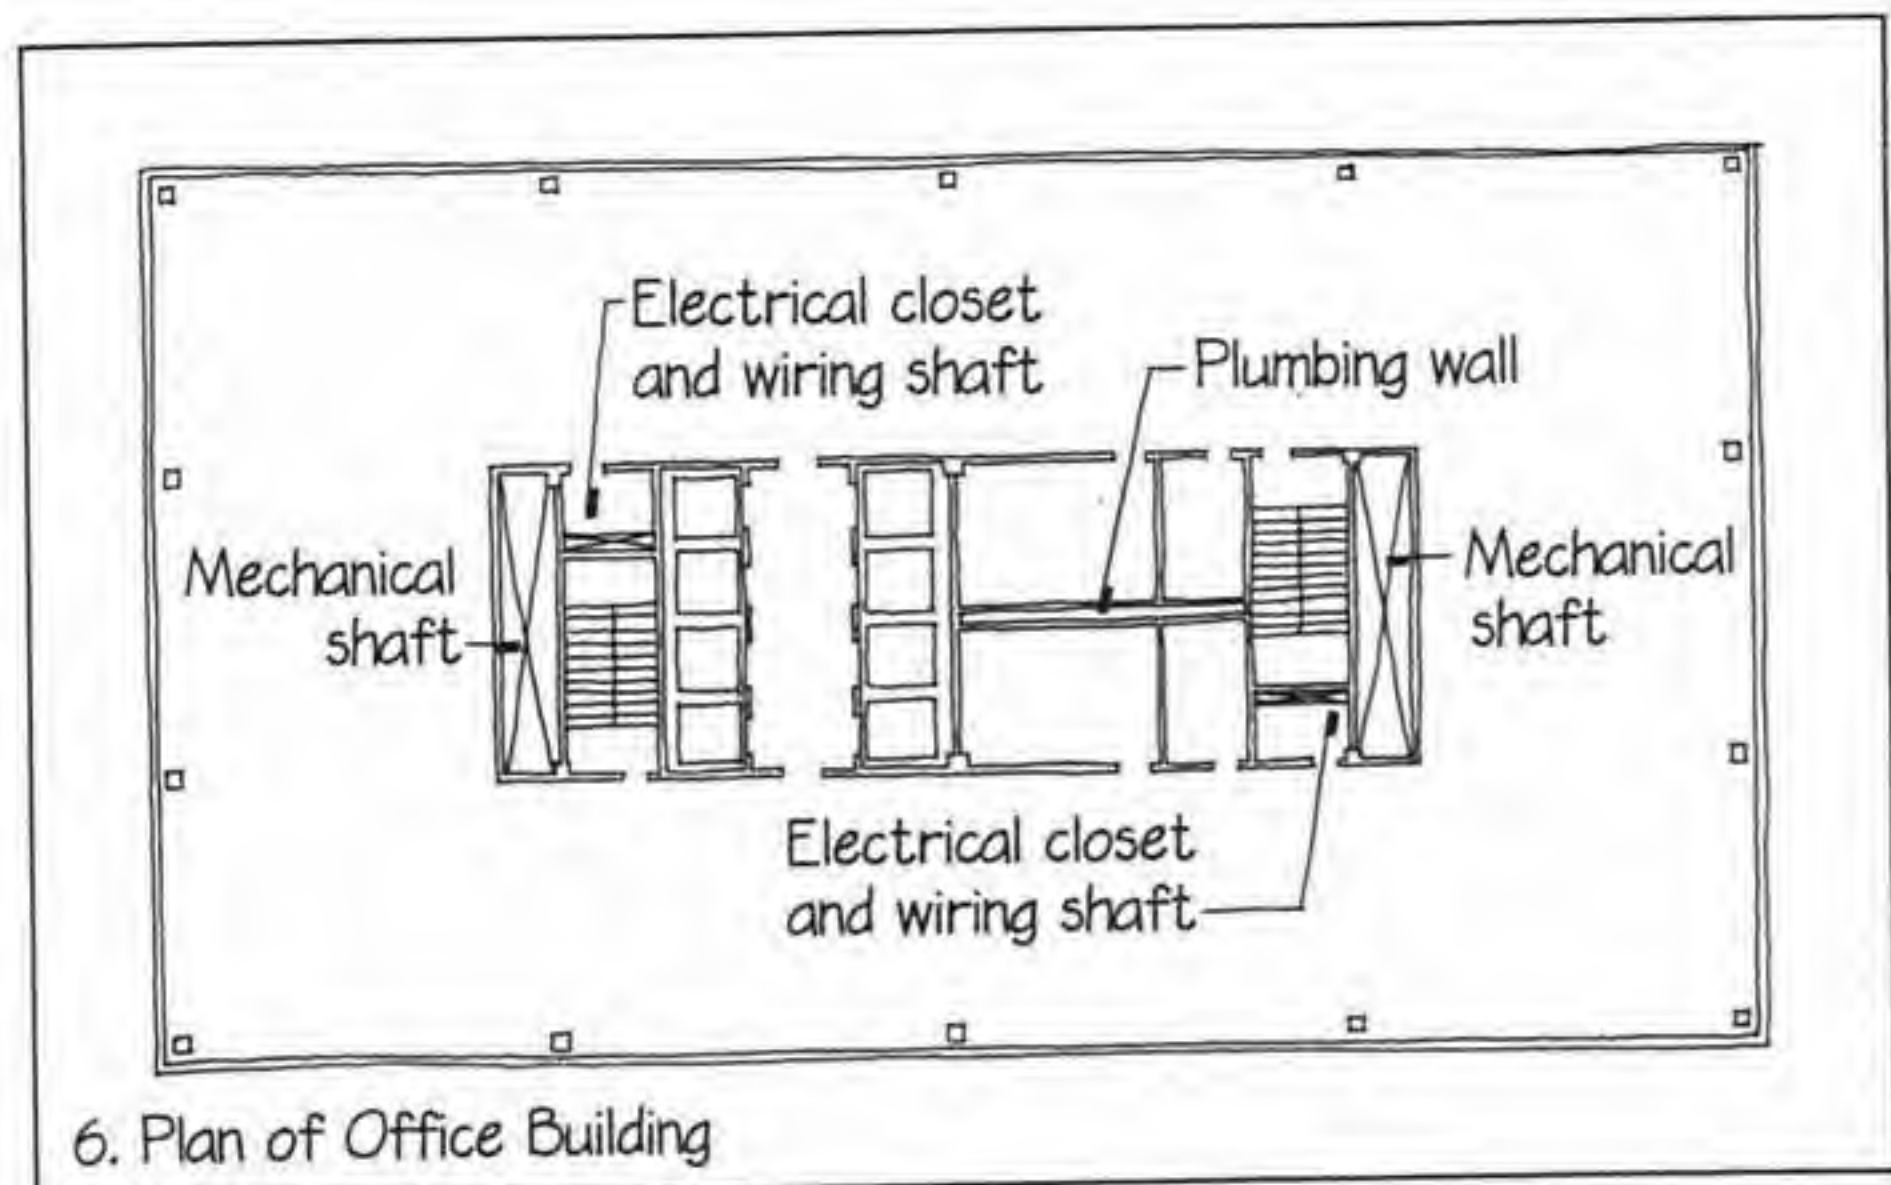 Electrical closet
and wiring shaft
Plumbing wall
Mechanical
shaft
Mechanical
shaft
Electrical closet
and wiring shaft
6. Plan of Office Building